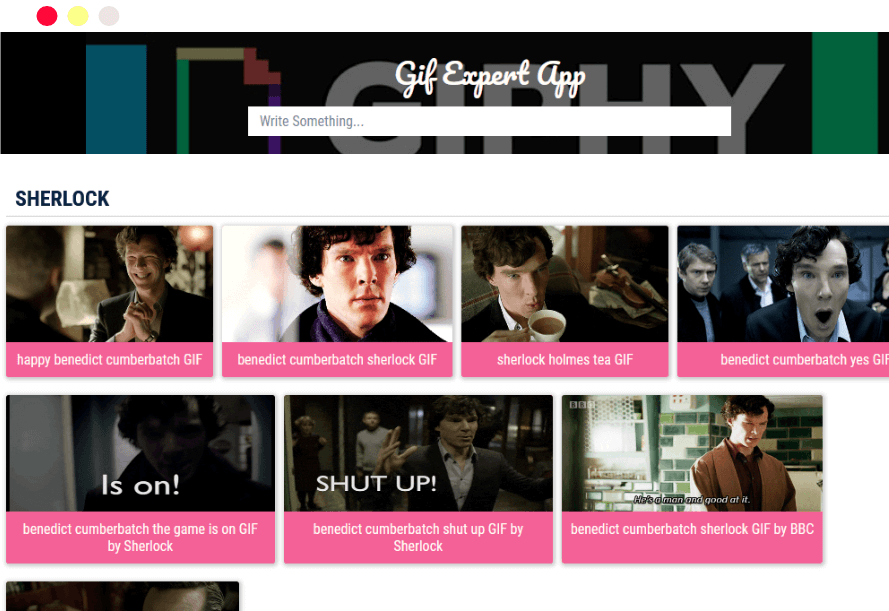 GIPHY
Gif Expert App
Write Something...
SHERLOCK
happy benedict cumberbatch GIF
benedict cumberbatch sherlock GIF
sherlock holmes tea GIF
benedict cumberbatch yes GIF
Is on!
SHUT UP!
BBC
He's a man and good at it.
benedict cumberbatch the game is on GIF
by Sherlock
benedict cumberbatch shut up GIF by
Sherlock
benedict cumberbatch sherlock GIF by BBC